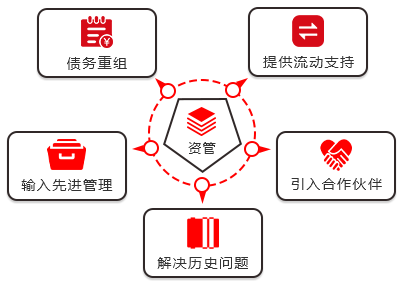 债务重组
提供流动支持
资管
输入先进管理
引入合作伙伴
解决历史问题